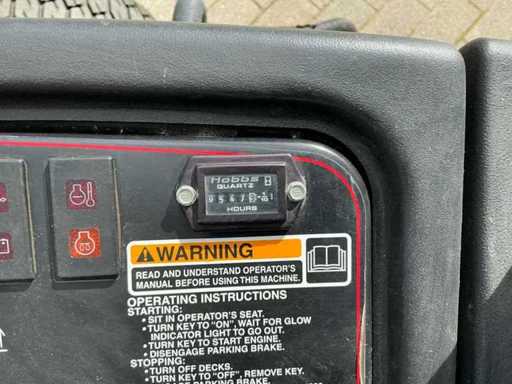 Hobbs
QUARTZ
HOURS
WARNING
READ AND UNDERSTAND OPERATOR'S
MANUAL BEFORE USING THIS MACHINE.
OPERATING INSTRUCTIONS
STARTING:
• SIT IN OPERATOR'S SEAT.
• TURN KEY TO "ON", WAIT FOR GLOW
INDICATOR LIGHT TO GO OUT.
• TURN KEY TO START ENGINE.
• DISENGAGE PARKING BRAKE.
STOPPING:
• TURN OFF DECKS.
• TURN KEY TO "OFF", REMOVE KEY.
PARKING BRAKE.